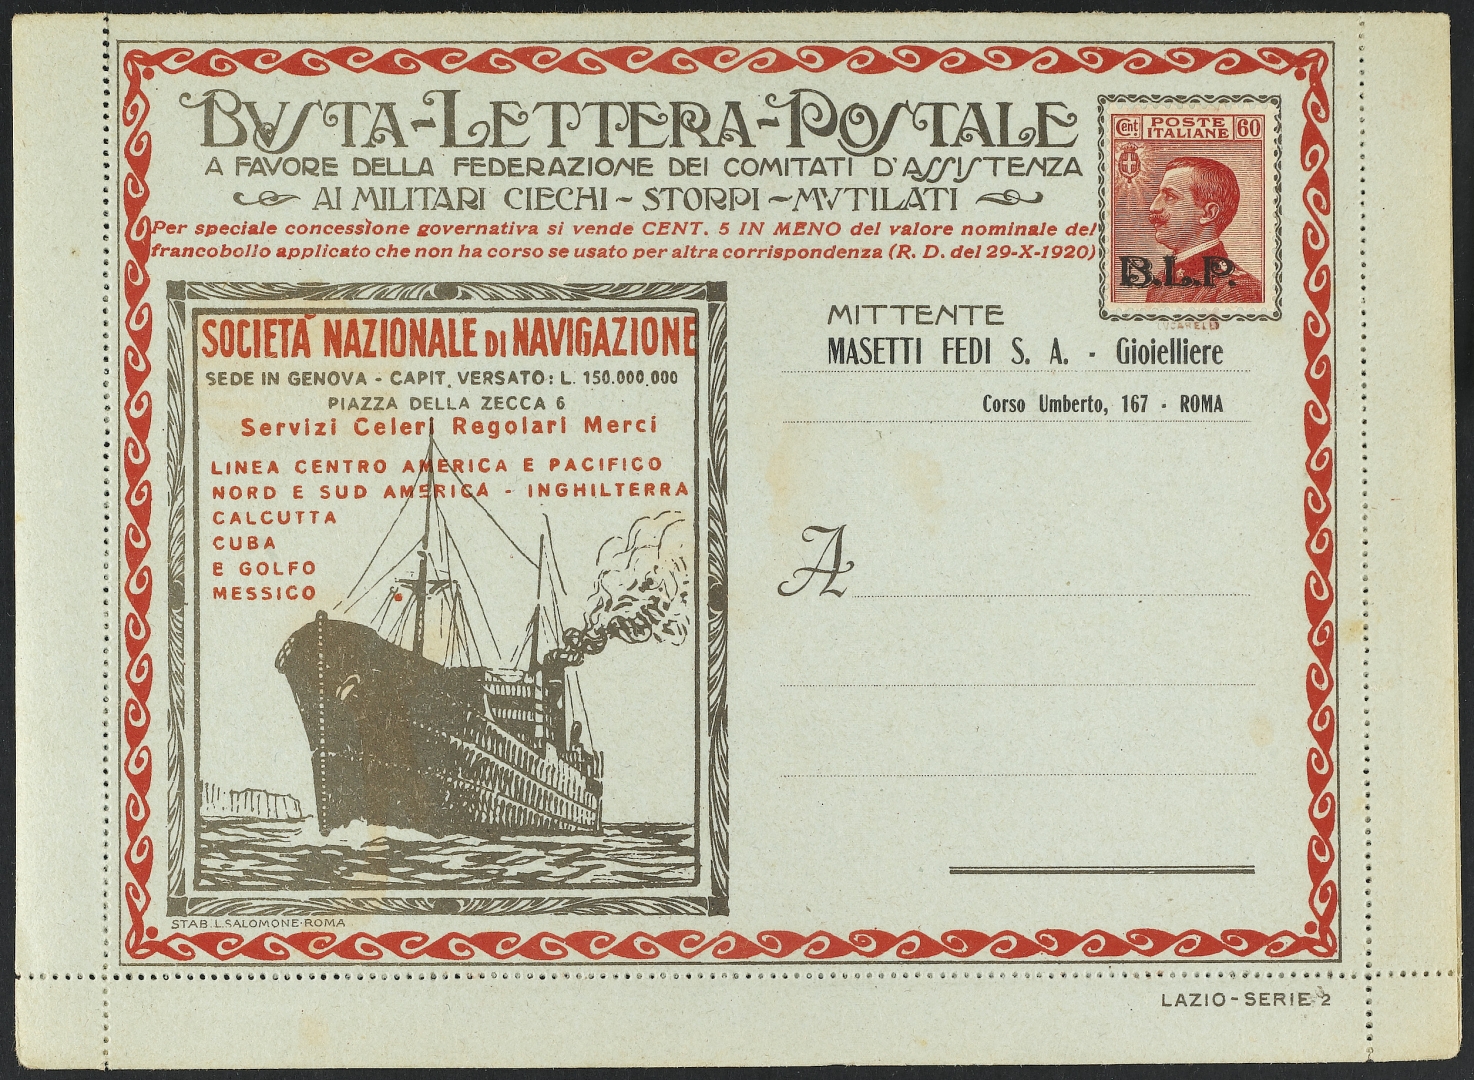 BVSTA-LETTERA-POSTALE
A FAVORE DELLA FEDERAZIONE DEI COMITATI D'ASSISTENZA
AI MILITARI CIECHI - STORPI - MVTILATI
Per speciale concessione governativa si vende CENT. 5 IN MENO del valore nominale del
francobollo applicato che non ha corso se usato per altra corrispondenza (R. D. del 29-X-1920)
Cent. POSTE ITALIANE 60
B.L.P.
SOCIETÀ NAZIONALE DI NAVIGAZIONE
SEDE IN GENOVA - CAPIT. VERSATO: L. 150.000.000
PIAZZA DELLA ZECCA 6
Servizi Celeri Regolari Merci
LINEA CENTRO AMERICA E PACIFICO
NORD E SUD AMERICA - INGHILTERRA
CALCUTTA
CUBA
E GOLFO
MESSICO
STAB. L. SALOMONE-ROMA
MITTENTE
MASETTI FEDI S. A. - Gioielliere
Corso Umberto, 167 - ROMA
A
LAZIO-SERIE 2